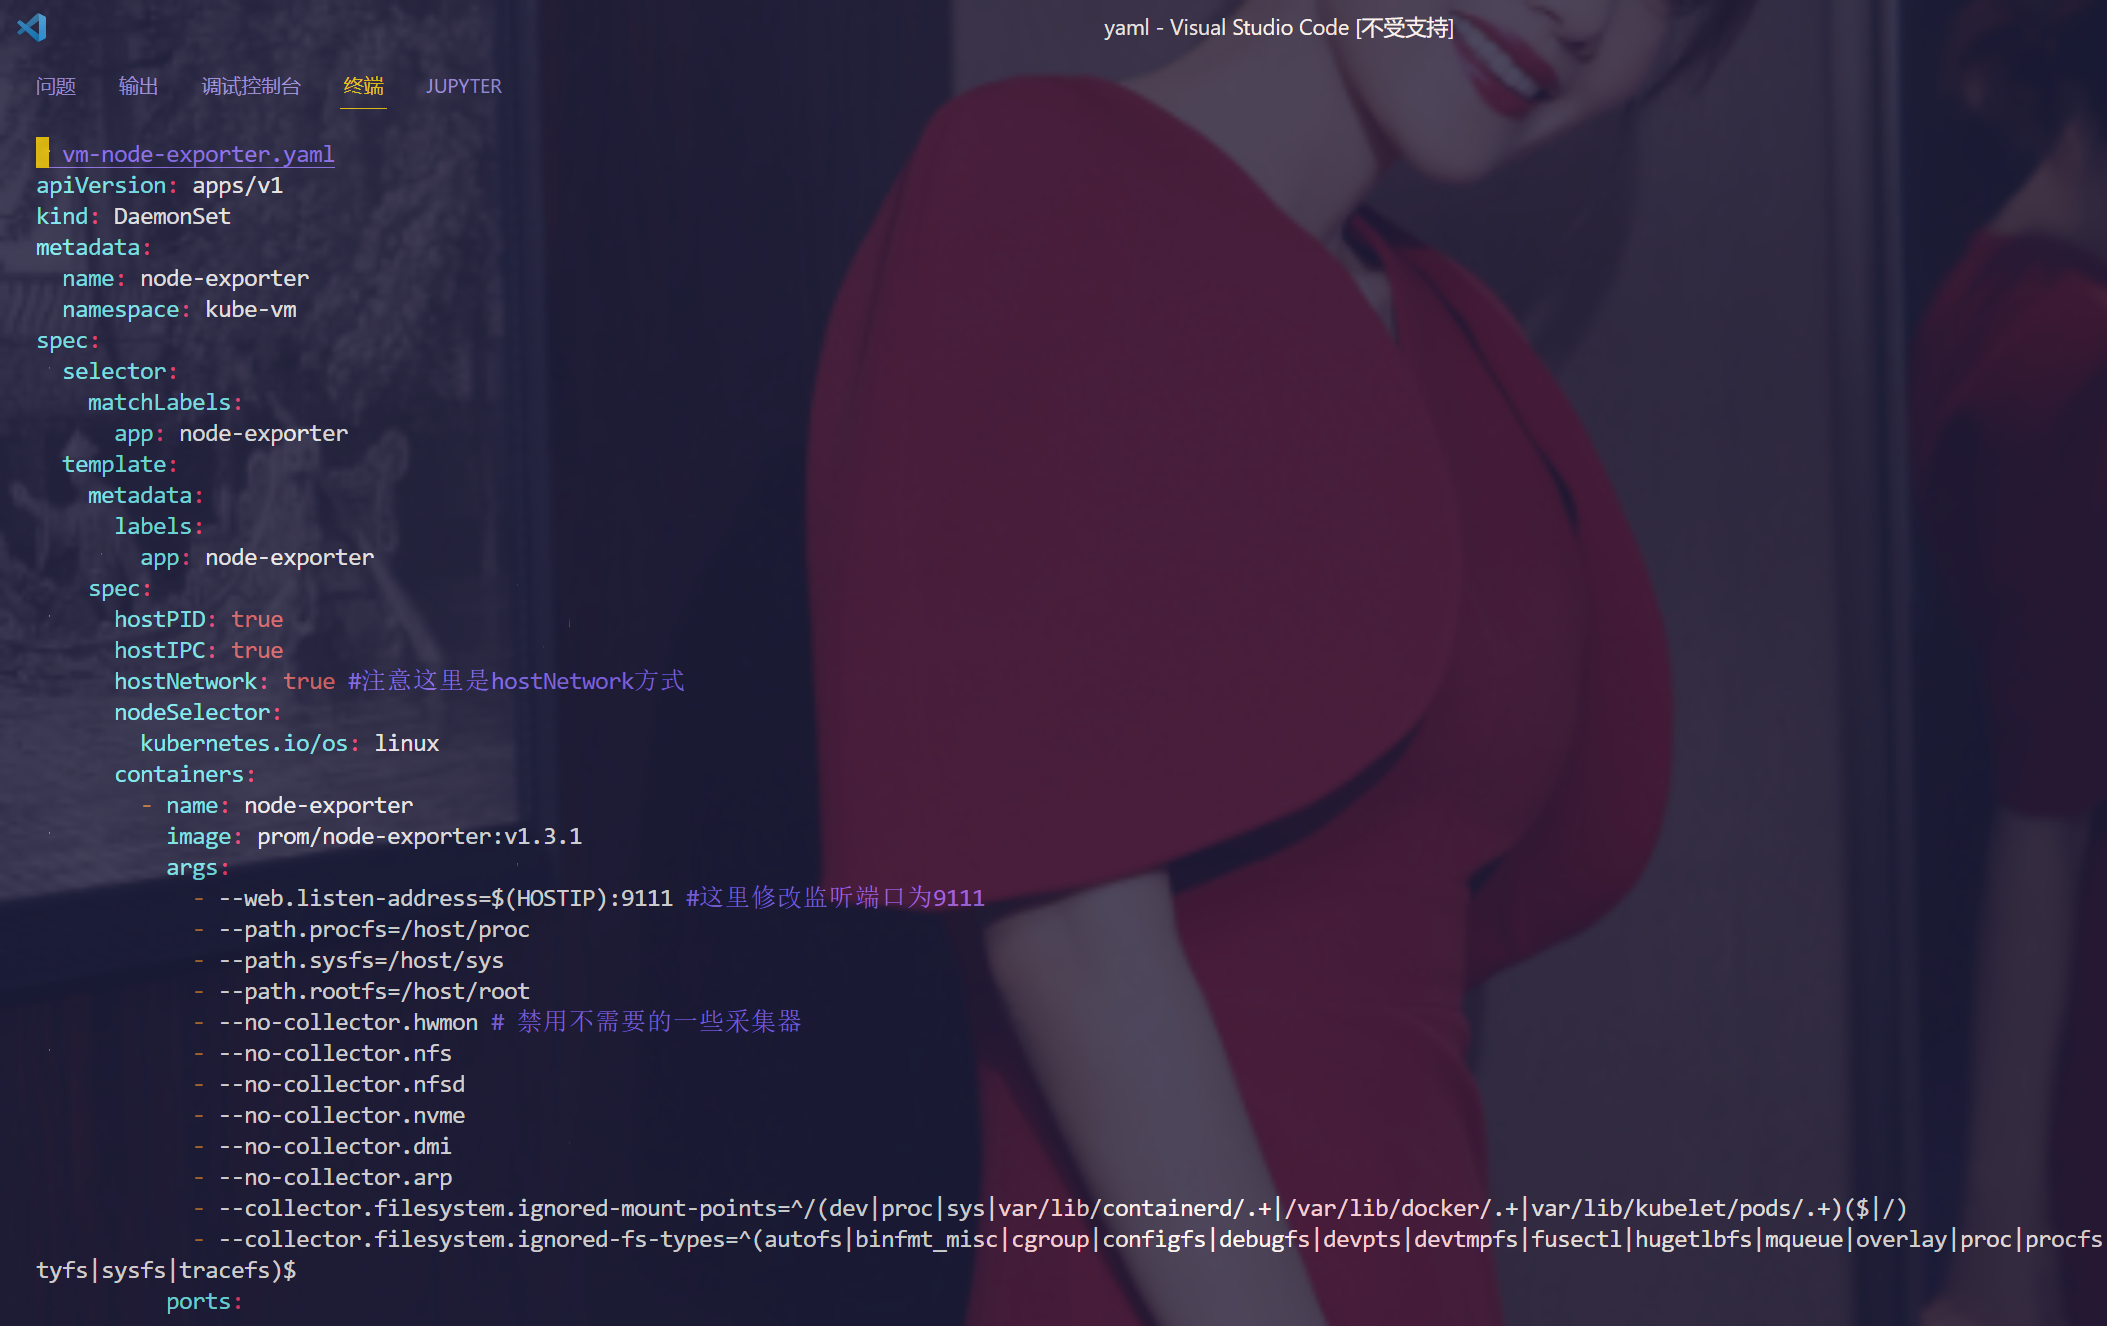 yaml - Visual Studio Code [不受支持]
问题 输出 调试控制台 终端 JUPYTER
vm-node-exporter.yaml
apiVersion: apps/v1
kind: DaemonSet
metadata:
  name: node-exporter
  namespace: kube-vm
spec:
  selector:
    matchLabels:
      app: node-exporter
  template:
    metadata:
      labels:
        app: node-exporter
    spec:
      hostPID: true
      hostIPC: true
      hostNetwork: true #注意这里是hostNetwork方式
      nodeSelector:
        kubernetes.io/os: linux
      containers:
        - name: node-exporter
          image: prom/node-exporter:v1.3.1
          args:
            - --web.listen-address=$(HOSTIP):9111 #这里修改监听端口为9111
            - --path.procfs=/host/proc
            - --path.sysfs=/host/sys
            - --path.rootfs=/host/root
            - --no-collector.hwmon # 禁用不需要的一些采集器
            - --no-collector.nfs
            - --no-collector.nfsd
            - --no-collector.nvme
            - --no-collector.dmi
            - --no-collector.arp
            - --collector.filesystem.ignored-mount-points=^/(dev|proc|sys|var/lib/containerd/.+|/var/lib/docker/.+|var/lib/kubelet/pods/.+)($|/)
            - --collector.filesystem.ignored-fs-types=^(autofs|binfmt_misc|cgroup|configfs|debugfs|devpts|devtmpfs|fusectl|hugetlbfs|mqueue|overlay|proc|procfs
tyfs|sysfs|tracefs)$
          ports: